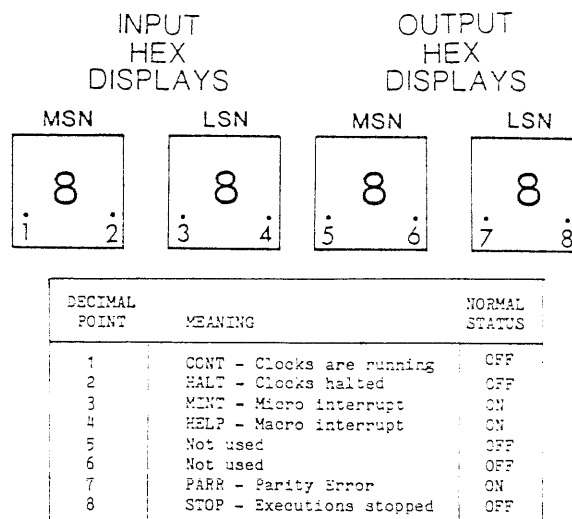 INPUT
HEX
DISPLAYS
OUTPUT
HEX
DISPLAYS
MSN
LSN
MSN
LSN
8
8
8
8
1 2
3 4
5 6
7 8
DECIMAL POINT MEANING NORMAL STATUS
1 CONT - Clocks are running OFF
2 HALT - Clocks halted OFF
3 MINT - Micro interrupt ON
4 HELP - Macro interrupt ON
5 Not used OFF
6 Not used OFF
7 PARR - Parity Error ON
8 STOP - Executions stopped OFF